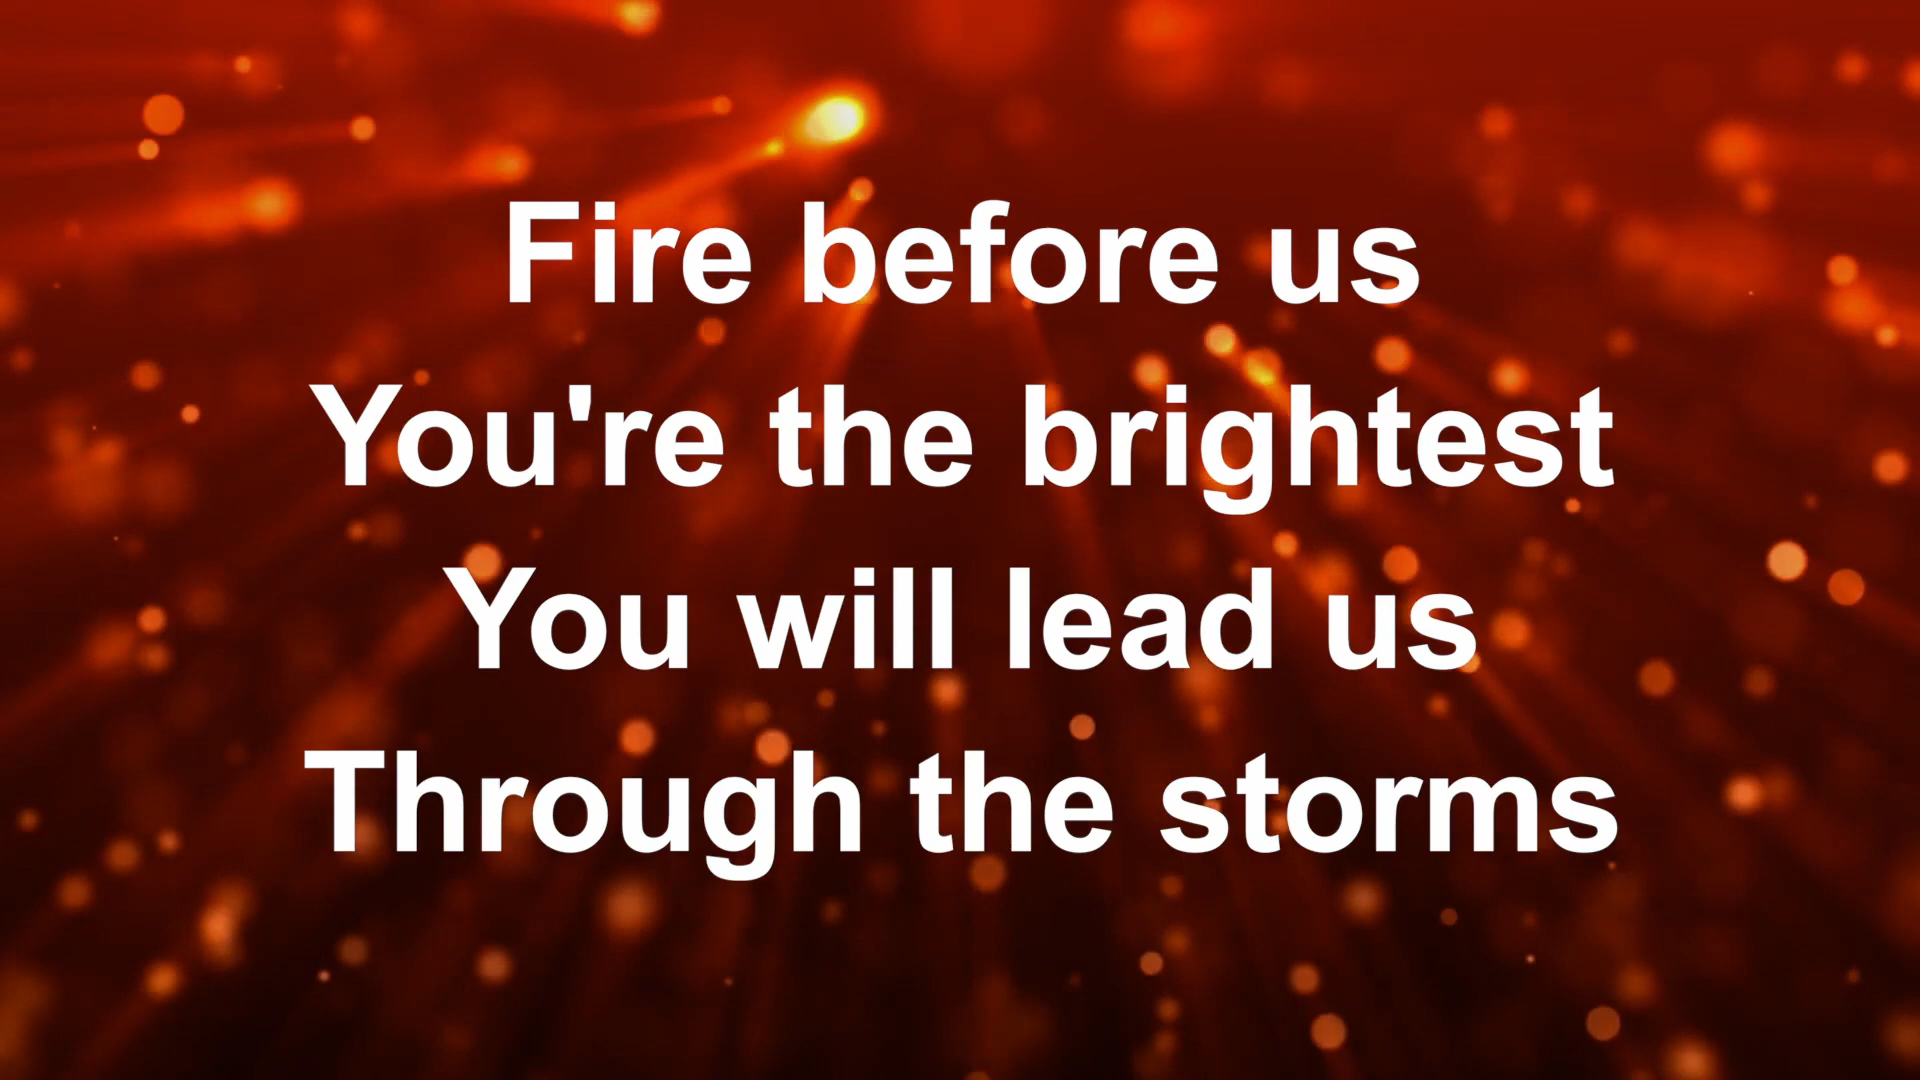 Fire before us
You're the brightest
You will lead us
Through the storms